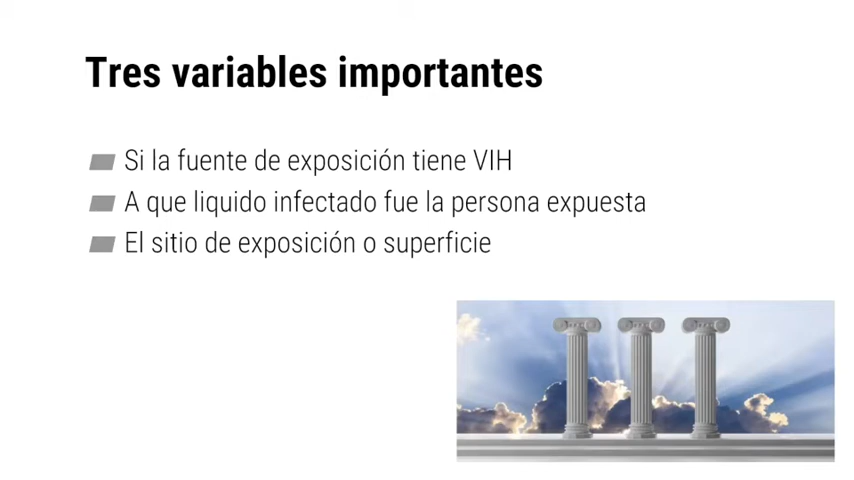 Tres variables importantes
Si la fuente de exposición tiene VIH
A que liquido infectado fue la persona expuesta
El sitio de exposición o superficie